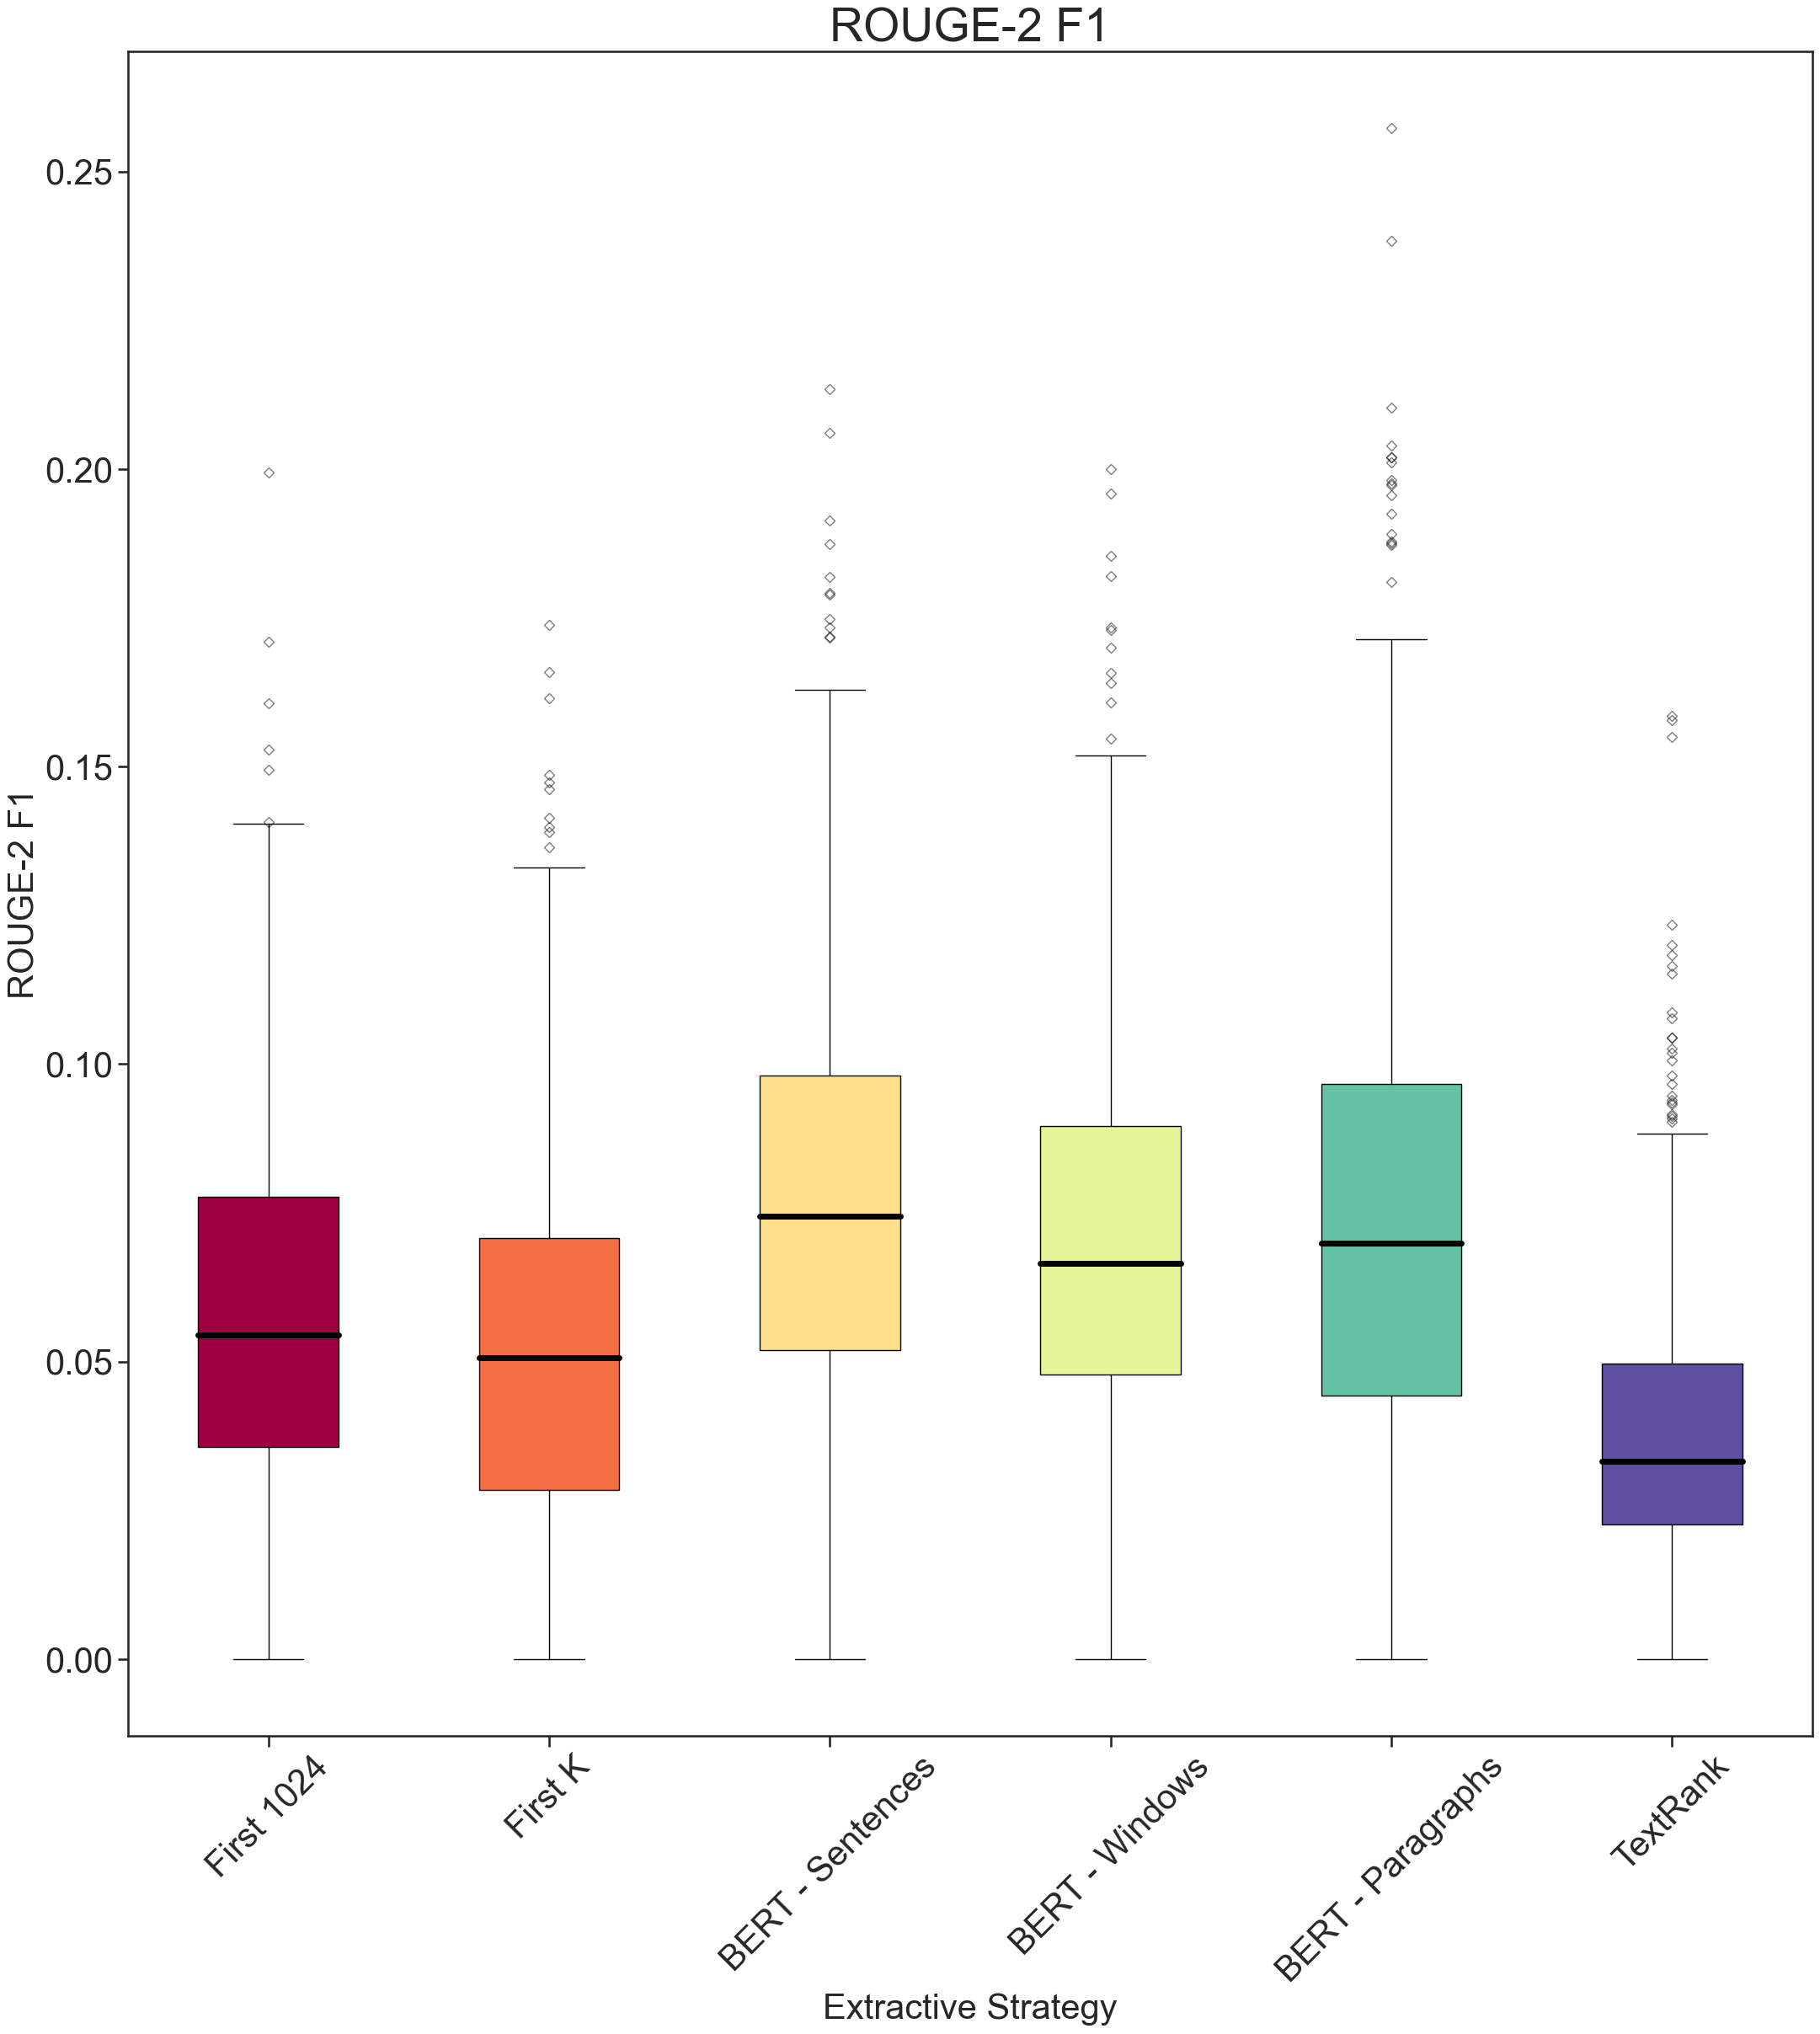 ROUGE-2 F1
ROUGE-2 F1
0.25
0.20
0.15
0.10
0.05
0.00
First 1024
First K
BERT - Sentences
BERT - Windows
BERT - Paragraphs
TextRank
Extractive Strategy